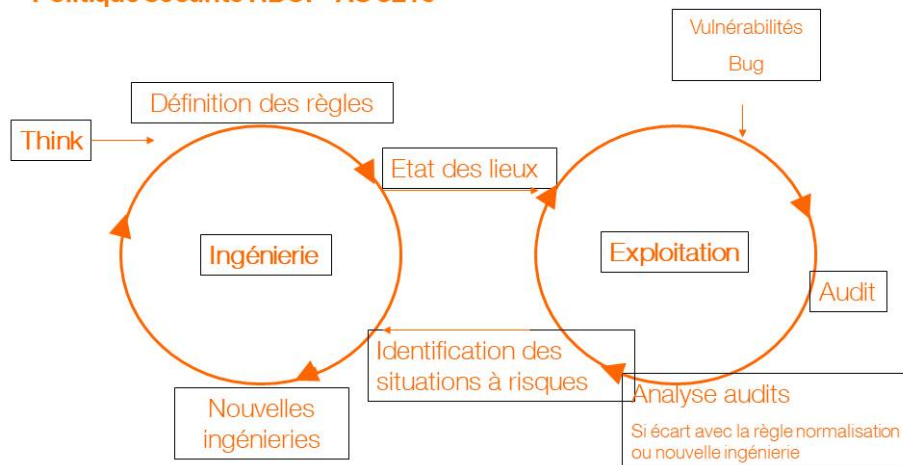 Vulnérabilités
Bug
Définition des règles
Think
Etat des lieux
Ingénierie
Exploitation
Audit
Identification des
situations à risques
Nouvelles
ingénieries
Analyse audits
Si écart avec la règle normalisation
ou nouvelle ingénierie